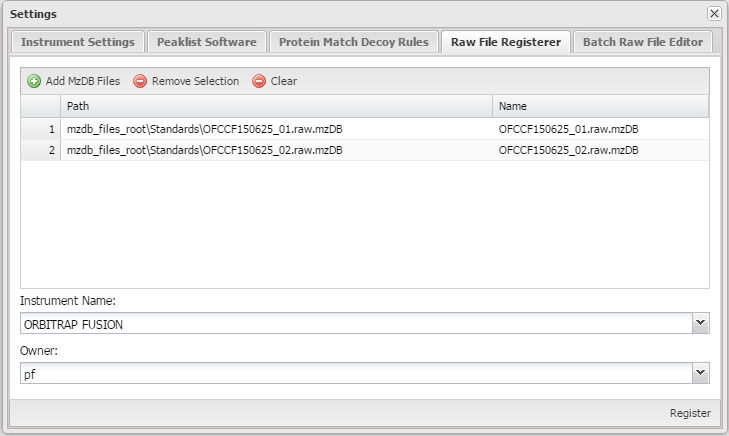 Settings
Instrument Settings Peaklist Software Protein Match Decoy Rules Raw File Registerer Batch Raw File Editor
Add MzDB Files Remove Selection Clear
Path Name
1 mzdb_files_root\Standards\OFCCF150625_01.raw.mzDB OFCCF150625_01.raw.mzDB
2 mzdb_files_root\Standards\OFCCF150625_02.raw.mzDB OFCCF150625_02.raw.mzDB
Instrument Name:
ORBITRAP FUSION
Owner:
pf
Register